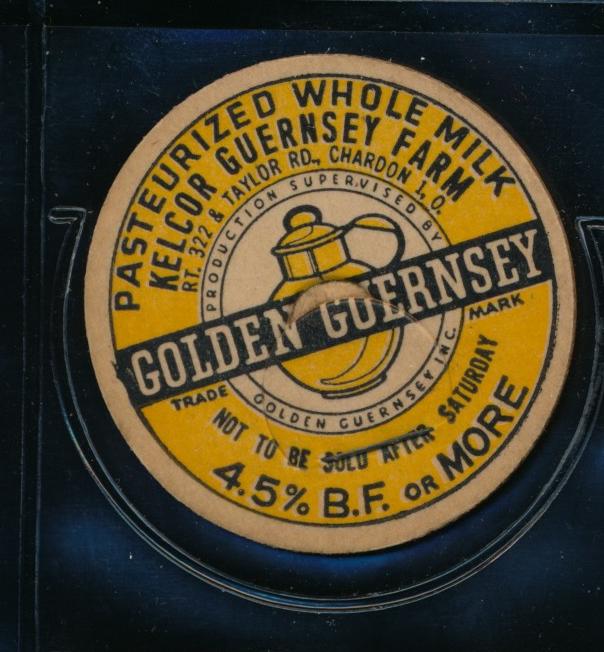 PASTEURIZED WHOLE MILK
KELCOR GUERNSEY FARM
RT. 322 & TAYLOR RD., CHARDON 1, O.
PRODUCTION SUPERVISED BY
GOLDEN GUERNSEY
TRADE MARK
GOLDEN GUERNSEY INC.
NOT TO BE SOLD AFTER SATURDAY
4.5% B.F. OR MORE